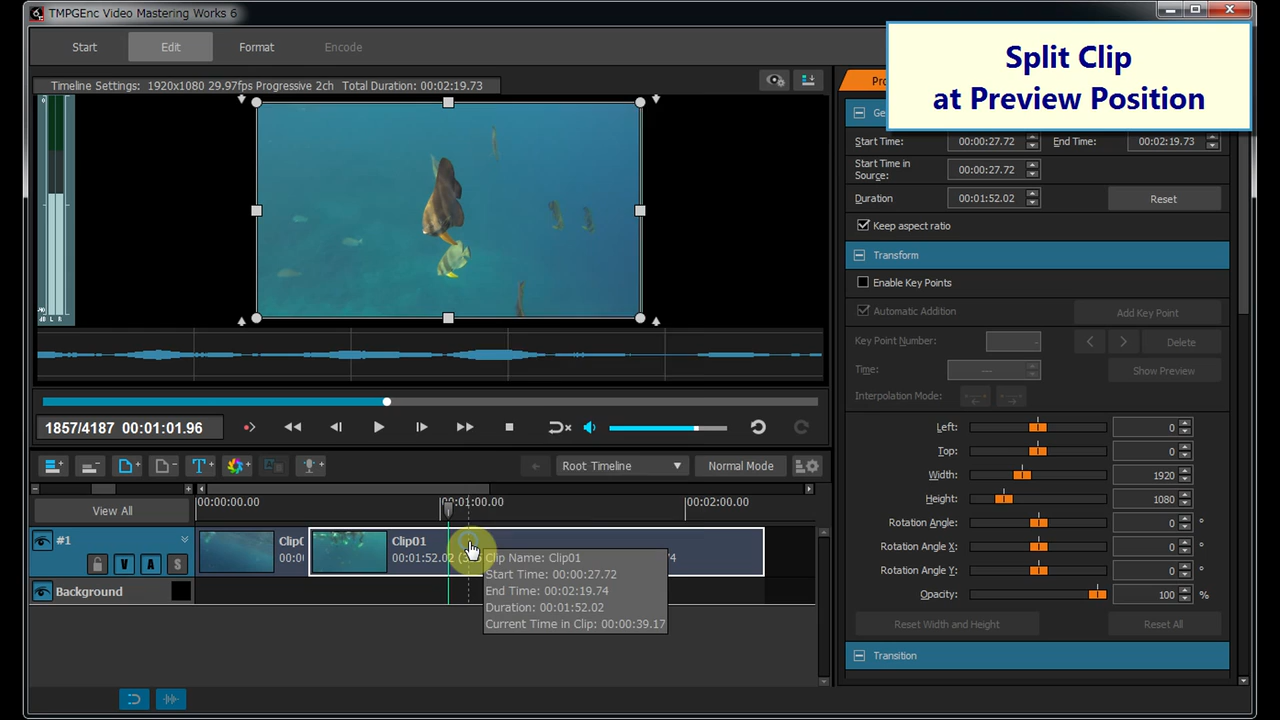 TMPGEnc Video Mastering Works 6
Start
Edit
Format
Encode
Split Clip
at Preview Position
Timeline Settings: 1920x1080 29.97fps Progressive 2ch Total Duration: 00:02:19.73
Start Time:
00:00:27.72
End Time:
00:02:19.73
Start Time in
Source:
00:00:27.72
Duration
00:01:52.02
Reset
Keep aspect ratio
Transform
Enable Key Points
Automatic Addition
Add Key Point
Key Point Number:
-
Delete
Time:
---
Show Preview
Interpolation Mode:
1857/4187 00:01:01.96
Left:
0
Top:
0
Width:
1920
Height:
1080
Rotation Angle:
0
°
Rotation Angle X:
0
°
Rotation Angle Y:
0
°
Opacity:
100
%
Reset Width and Height
Reset All
Transition
Root Timeline
Normal Mode
View All
00:00:00.00
00:01:00.00
00:02:00.00
#1
V
A
S
Clip01
00:01:52.02
Clip Name: Clip01
Start Time: 00:00:27.72
End Time: 00:02:19.74
Duration: 00:01:52.02
Current Time in Clip: 00:00:39.17
Background